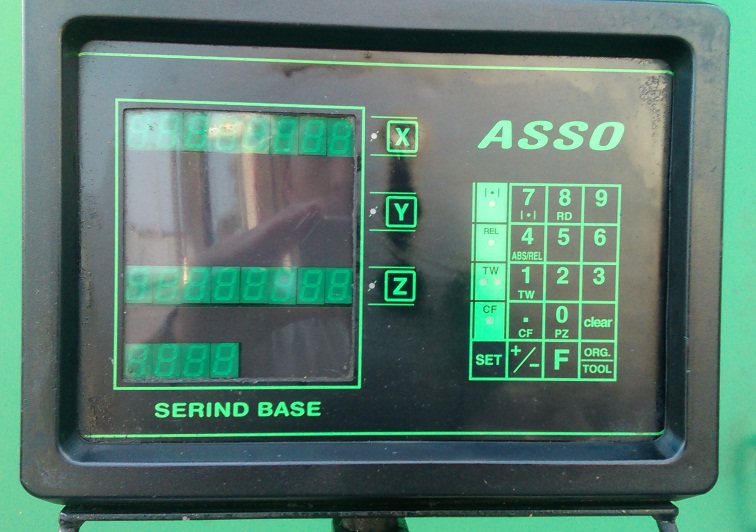 ASSO
X
Y
Z
|•| 7 8 9
|•| RD
REL 4 5 6
ABS/REL
TW 1 2 3
TW
CF . 0 clear
CF PZ
SET +/- F ORG.
TOOL
SERIND BASE